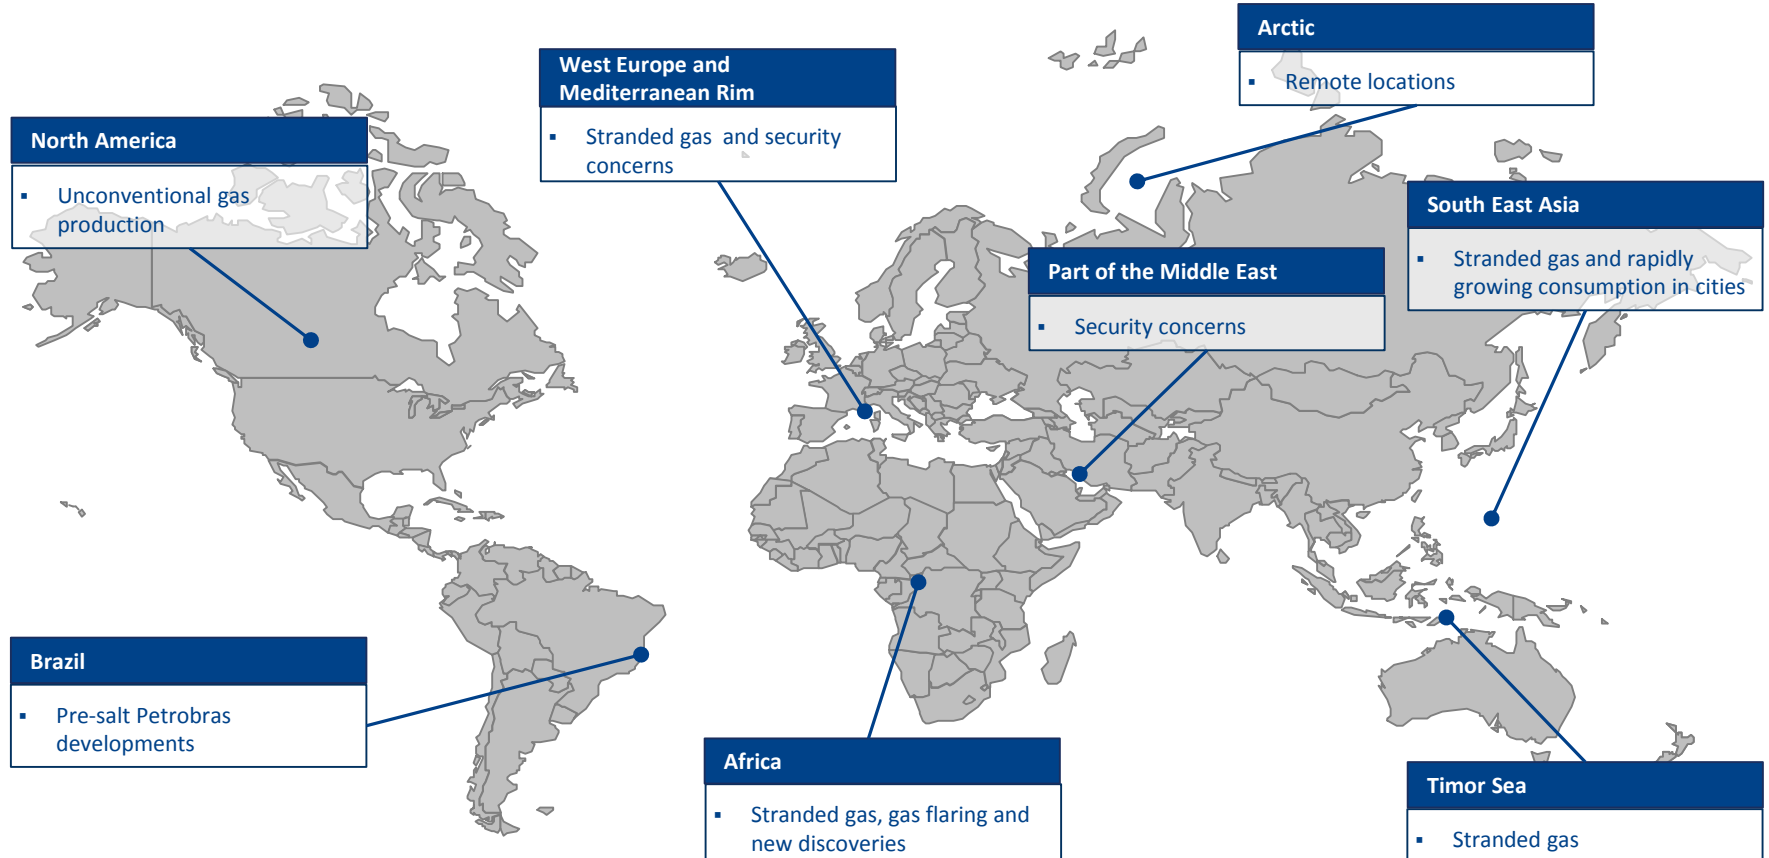 Arctic
▪ Remote locations
West Europe and
Mediterranean Rim
▪ Stranded gas and security
concerns
North America
▪ Unconventional gas
production
South East Asia
▪ Stranded gas and rapidly
growing consumption in cities
Part of the Middle East
▪ Security concerns
Brazil
▪ Pre-salt Petrobras
developments
Africa
▪ Stranded gas, gas flaring and
new discoveries
Timor Sea
▪ Stranded gas